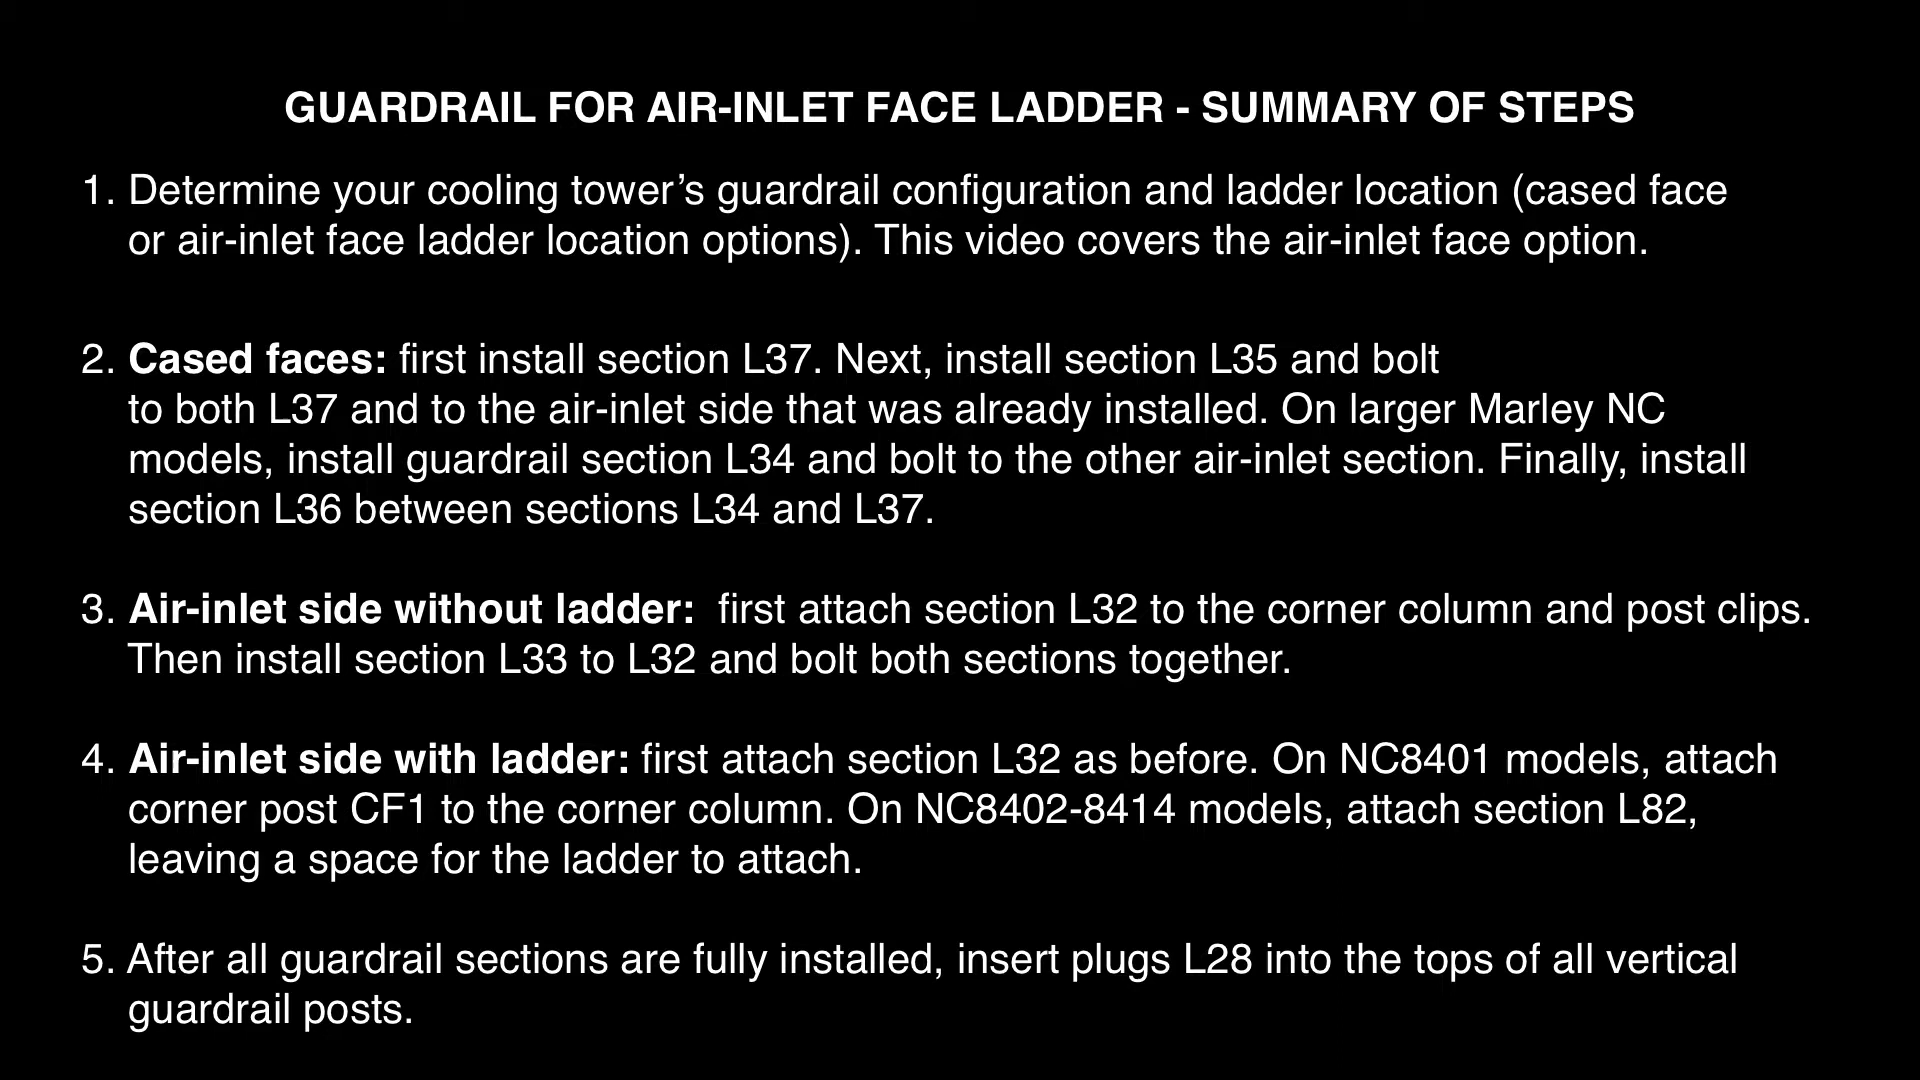 GUARDRAIL FOR AIR-INLET FACE LADDER - SUMMARY OF STEPS
1. Determine your cooling tower’s guardrail configuration and ladder location (cased face
or air-inlet face ladder location options). This video covers the air-inlet face option.
2. Cased faces: first install section L37. Next, install section L35 and bolt
to both L37 and to the air-inlet side that was already installed. On larger Marley NC
models, install guardrail section L34 and bolt to the other air-inlet section. Finally, install
section L36 between sections L34 and L37.
3. Air-inlet side without ladder: first attach section L32 to the corner column and post clips.
Then install section L33 to L32 and bolt both sections together.
4. Air-inlet side with ladder: first attach section L32 as before. On NC8401 models, attach
corner post CF1 to the corner column. On NC8402-8414 models, attach section L82,
leaving a space for the ladder to attach.
5. After all guardrail sections are fully installed, insert plugs L28 into the tops of all vertical
guardrail posts.